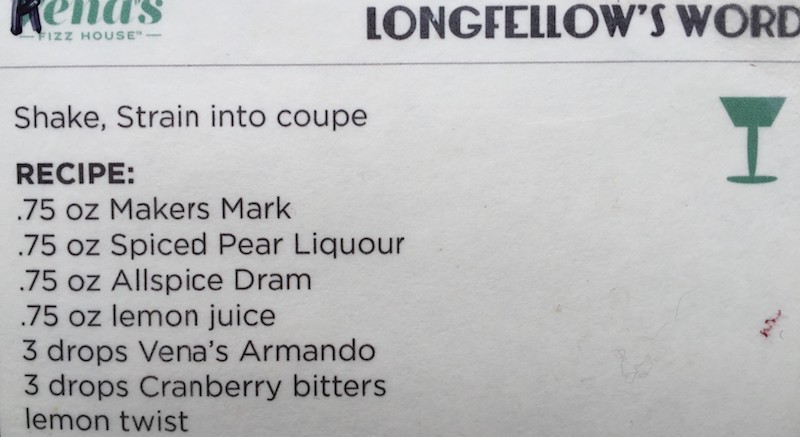 Vena's
FIZZ HOUSE™
LONGFELLOW'S WORD
Shake, Strain into coupe
RECIPE:
.75 oz Makers Mark
.75 oz Spiced Pear Liquour
.75 oz Allspice Dram
.75 oz lemon juice
3 drops Vena's Armando
3 drops Cranberry bitters
lemon twist